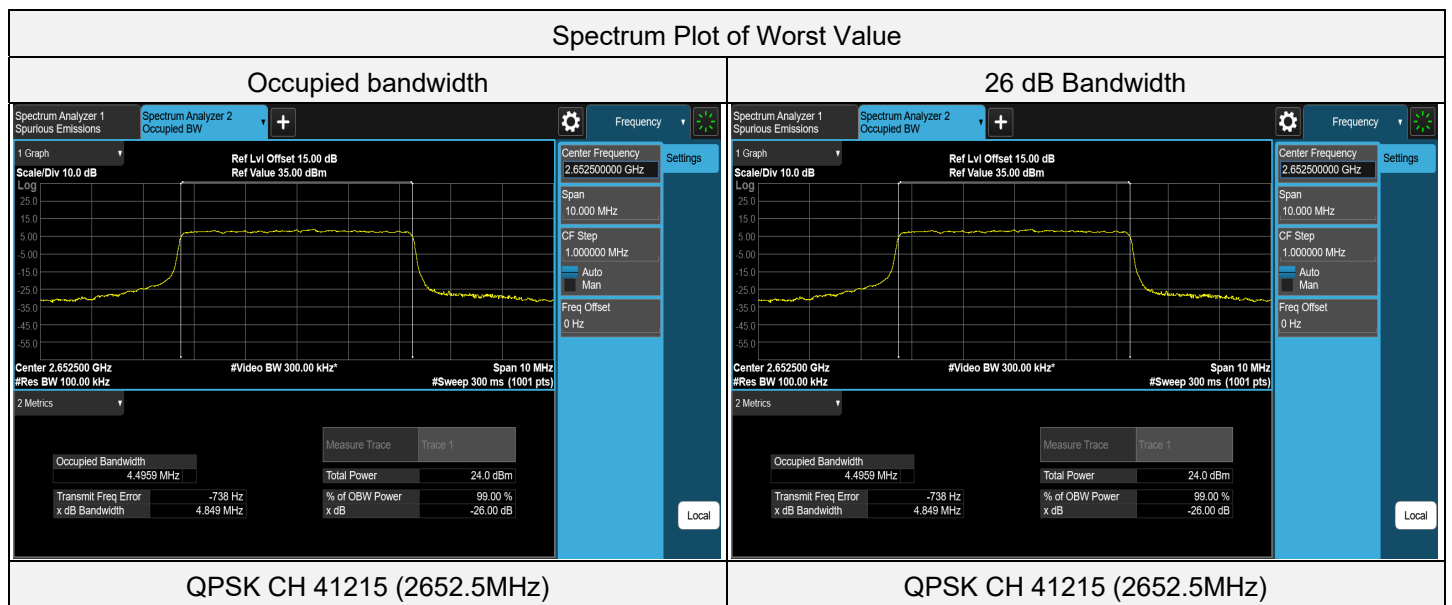 Spectrum Plot of Worst Value
Occupied bandwidth
26 dB Bandwidth
Spectrum Analyzer 1
Spurious Emissions
Spectrum Analyzer 2
Occupied BW
+
Frequency
1 Graph
Scale/Div 10.0 dB
Ref Lvl Offset 15.00 dB
Ref Value 35.00 dBm
Log
25.0
15.0
5.00
-5.00
-15.0
-25.0
-35.0
-45.0
-55.0
Center 2.652500 GHz
#Res BW 100.00 kHz
#Video BW 300.00 kHz*
Span 10 MHz
#Sweep 300 ms (1001 pts)
Center Frequency
2.652500000 GHz
Span
10.000 MHz
CF Step
1.000000 MHz
Auto
Man
Freq Offset
0 Hz
Settings
Local
2 Metrics
Measure Trace Trace 1
Occupied Bandwidth
4.4959 MHz
Total Power 24.0 dBm
Transmit Freq Error -738 Hz
% of OBW Power 99.00 %
x dB Bandwidth 4.849 MHz
x dB -26.00 dB
Spectrum Analyzer 1
Spurious Emissions
Spectrum Analyzer 2
Occupied BW
+
Frequency
1 Graph
Scale/Div 10.0 dB
Ref Lvl Offset 15.00 dB
Ref Value 35.00 dBm
Log
25.0
15.0
5.00
-5.00
-15.0
-25.0
-35.0
-45.0
-55.0
Center 2.652500 GHz
#Res BW 100.00 kHz
#Video BW 300.00 kHz*
Span 10 MHz
#Sweep 300 ms (1001 pts)
Center Frequency
2.652500000 GHz
Span
10.000 MHz
CF Step
1.000000 MHz
Auto
Man
Freq Offset
0 Hz
Settings
Local
2 Metrics
Measure Trace Trace 1
Occupied Bandwidth
4.4959 MHz
Total Power 24.0 dBm
Transmit Freq Error -738 Hz
% of OBW Power 99.00 %
x dB Bandwidth 4.849 MHz
x dB -26.00 dB
QPSK CH 41215 (2652.5MHz)
QPSK CH 41215 (2652.5MHz)